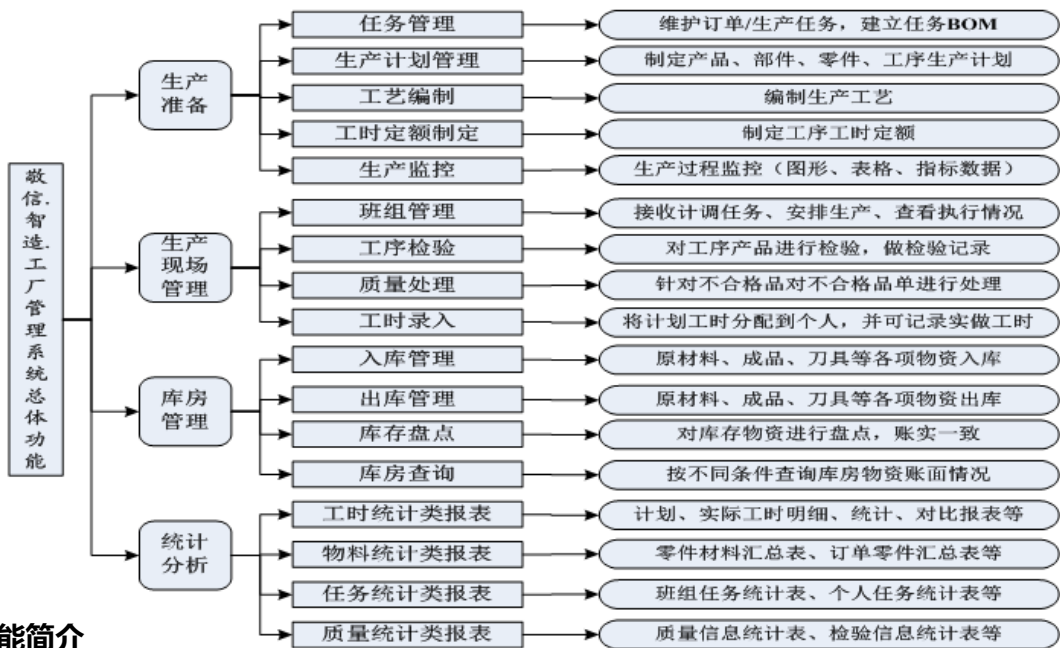 敬信.智造.工厂管理系统总体功能
生产准备
任务管理
维护订单/生产任务，建立任务BOM
生产计划管理
制定产品、部件、零件、工序生产计划
工艺编制
编制生产工艺
工时定额制定
制定工序工时定额
生产监控
生产过程监控（图形、表格、指标数据）
生产现场管理
班组管理
接收计调任务、安排生产、查看执行情况
工序检验
对工序产品进行检验，做检验记录
质量处理
针对不合格品对不合格品单进行处理
工时录入
将计划工时分配到个人，并可记录实做工时
库房管理
入库管理
原材料、成品、刀具等各项物资入库
出库管理
原材料、成品、刀具等各项物资出库
库存盘点
对库存物资进行盘点，账实一致
库房查询
按不同条件查询库房物资账面情况
统计分析
工时统计类报表
计划、实际工时明细、统计、对比报表等
物料统计类报表
零件材料汇总表、订单零件汇总表等
任务统计类报表
班组任务统计表、个人任务统计表等
质量统计类报表
质量信息统计表、检验信息统计表等
能简介